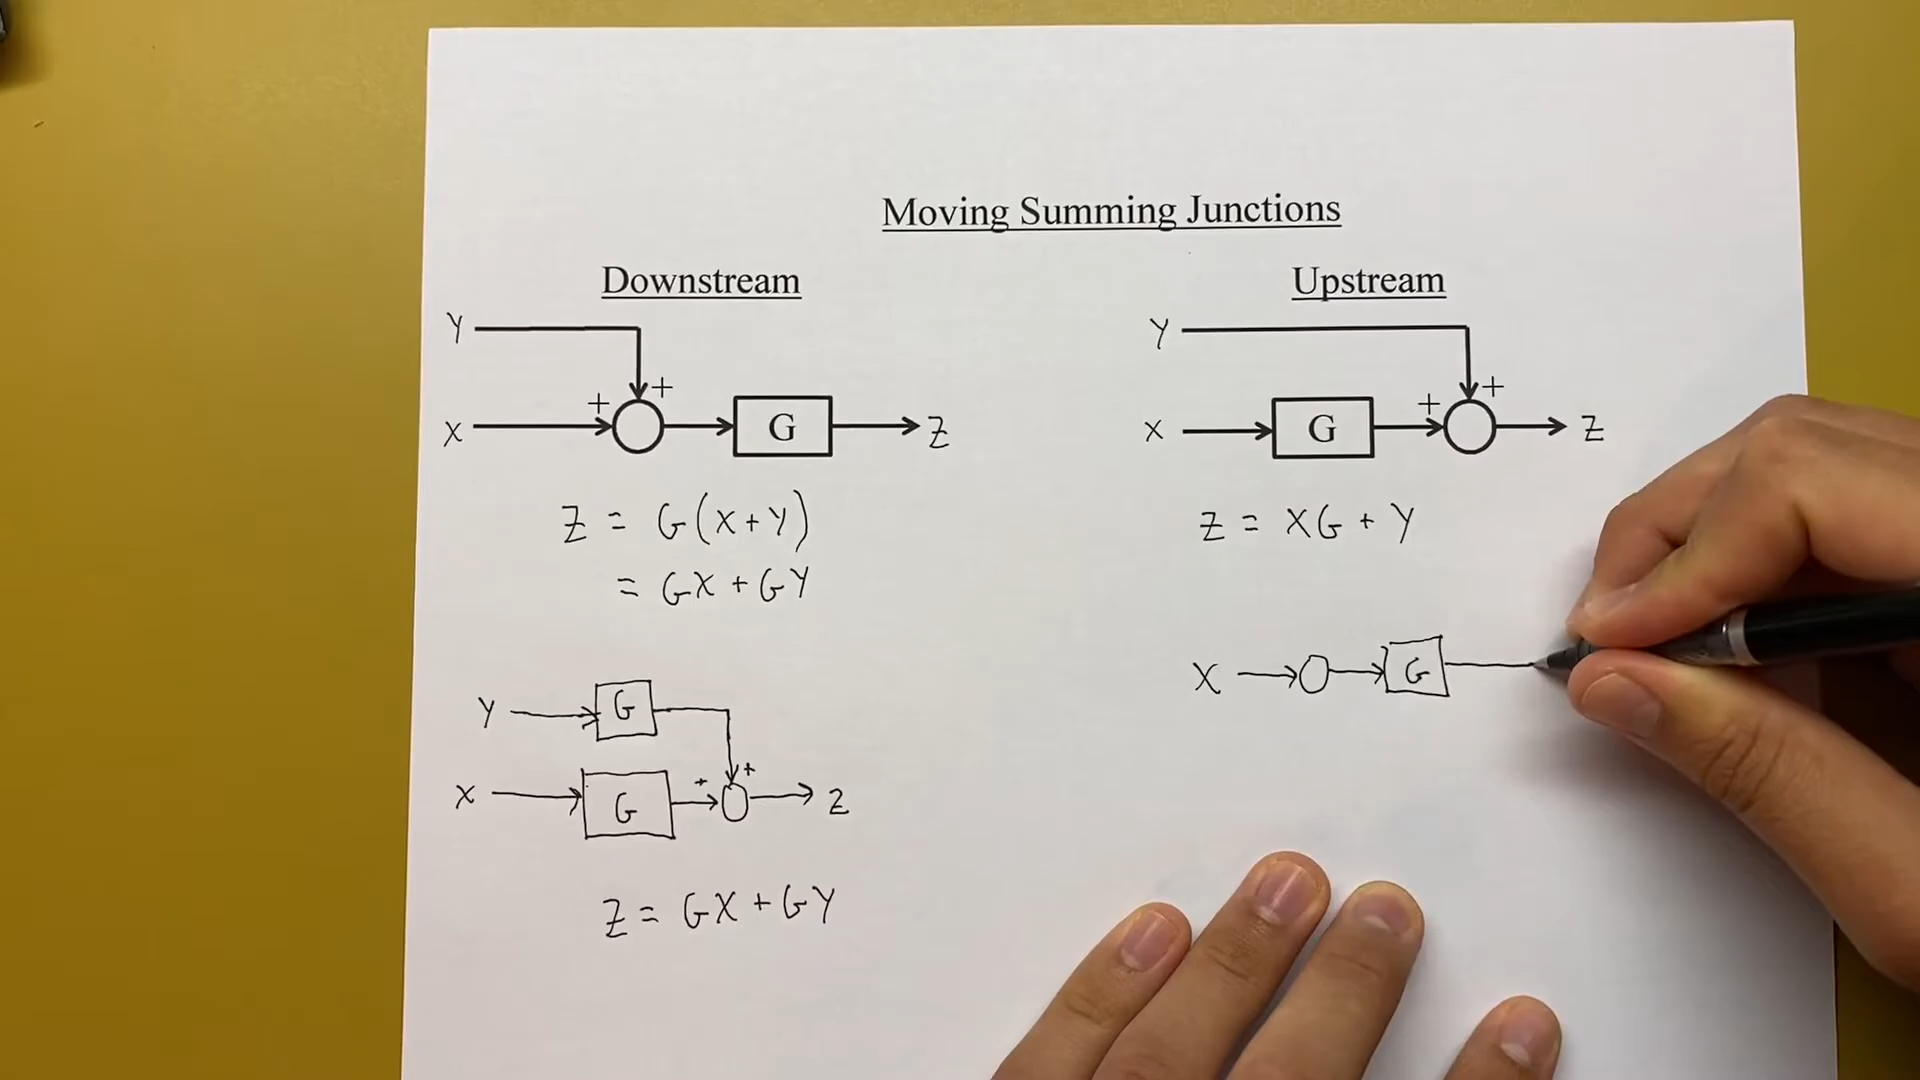 Moving Summing Junctions
Downstream
Y
+
+
X
G
Z
Z = G(X+Y)
= GX + GY
Y
G
+
+
X
G
Z
Z = GX + GY
Upstream
Y
+
+
X
G
Z
Z = XG + Y
X
G